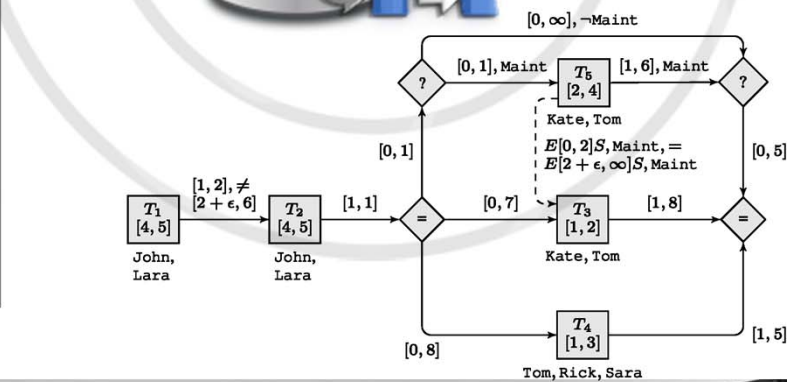 [0, ∞], ¬Maint
?
[0, 1], Maint
T5
[2, 4]
[1, 6], Maint
?
Kate, Tom
[0, 1]
E[0, 2]S, Maint, =
E[2 + ϵ, ∞]S, Maint
[0, 5]
T1
[4, 5]
[1, 2], ≠
[2 + ϵ, 6]
T2
[4, 5]
[1, 1]
=
[0, 7]
T3
[1, 2]
[1, 8]
=
John,
Lara
John,
Lara
Kate, Tom
[0, 8]
T4
[1, 3]
[1, 5]
Tom, Rick, Sara